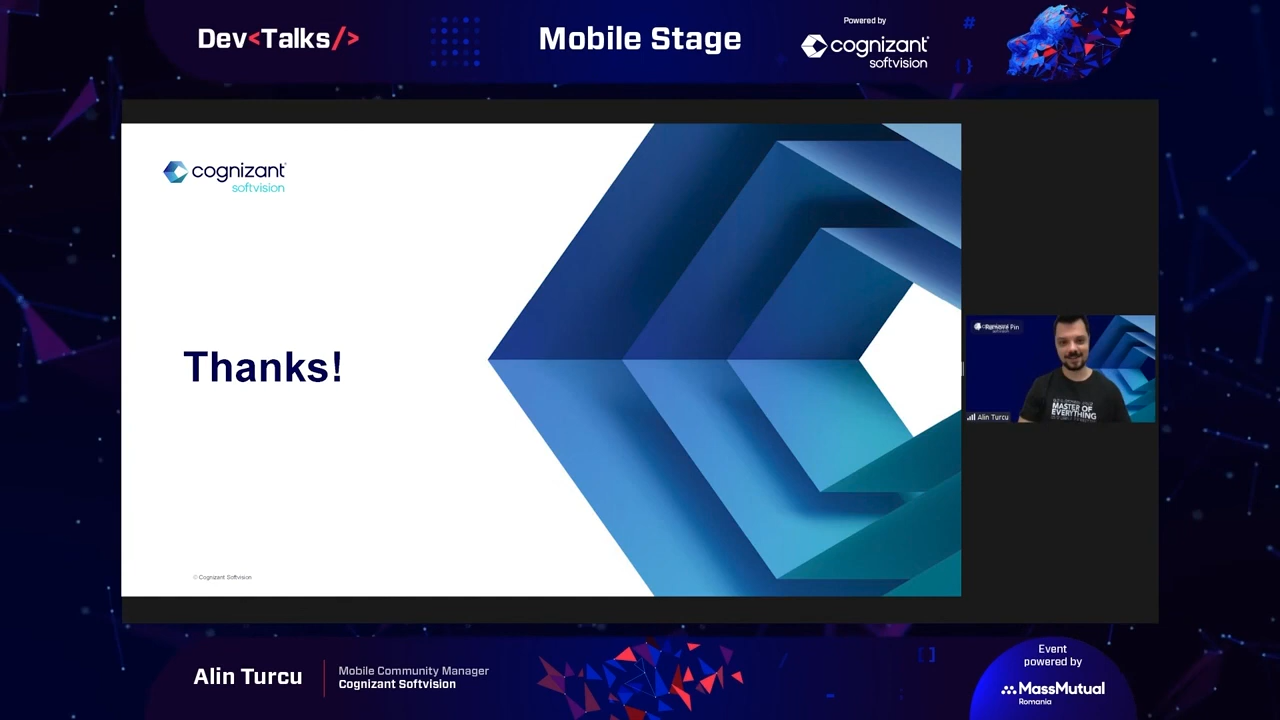 Dev<Talks/>
Mobile Stage
Powered by
cognizant
softvision
cognizant
softvision
Thanks!
© Cognizant Softvision
MASTER OF
EVERYTHING
Alin Turcu
Alin Turcu
Mobile Community Manager
Cognizant Softvision
Event
powered by
MassMutual
Romania